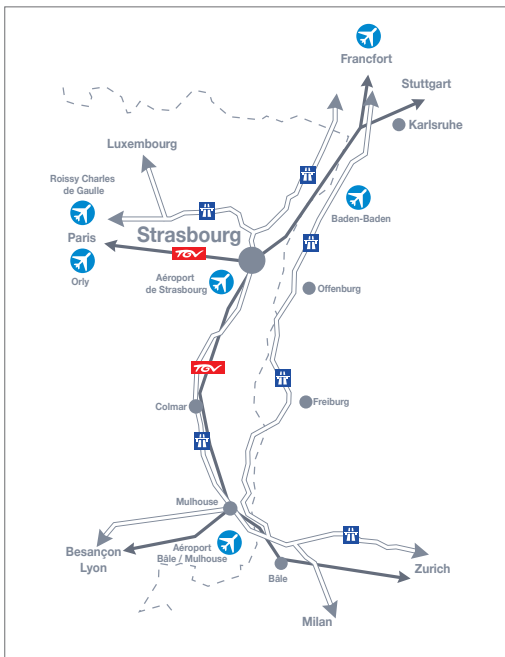 Francfort
Stuttgart
Karlsruhe
Luxembourg
Roissy Charles
de Gaulle
Baden-Baden
Paris
Strasbourg
TGV
Orly
Aéroport
de Strasbourg
Offenburg
TGV
Colmar
Freiburg
Mulhouse
Besançon
Lyon
Aéroport
Bâle / Mulhouse
Bâle
Zurich
Milan